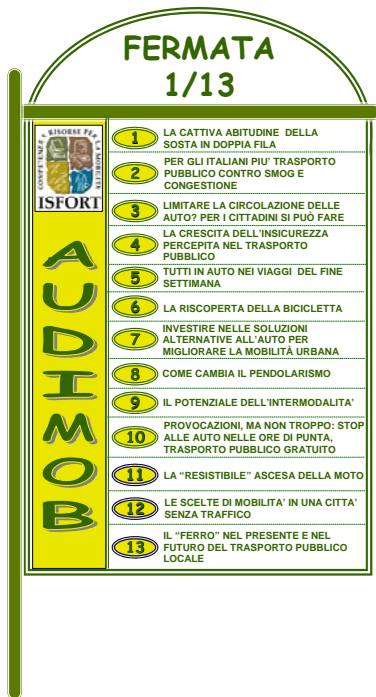 FERMATA
1/13
COMPETENZE E RISORSE PER LA MOBILITÀ
ISFORT
AUDIMOB
1 LA CATTIVA ABITUDINE DELLA
SOSTA IN DOPPIA FILA
2 PER GLI ITALIANI PIU' TRASPORTO
PUBBLICO CONTRO SMOG E
CONGESTIONE
3 LIMITARE LA CIRCOLAZIONE DELLE
AUTO? PER I CITTADINI SI PUÒ FARE
4 LA CRESCITA DELL'INSICUREZZA
PERCEPITA NEL TRASPORTO
PUBBLICO
5 TUTTI IN AUTO NEI VIAGGI DEL FINE
SETTIMANA
6 LA RISCOPERTA DELLA BICICLETTA
7 INVESTIRE NELLE SOLUZIONI
ALTERNATIVE ALL'AUTO PER
MIGLIORARE LA MOBILITÀ URBANA
8 COME CAMBIA IL PENDOLARISMO
9 IL POTENZIALE DELL'INTERMODALITA'
10 PROVOCAZIONI, MA NON TROPPO: STOP
ALLE AUTO NELLE ORE DI PUNTA,
TRASPORTO PUBBLICO GRATUITO
11 LA "RESISTIBILE" ASCESA DELLA MOTO
12 LE SCELTE DI MOBILITA' IN UNA CITTA'
SENZA TRAFFICO
13 IL "FERRO" NEL PRESENTE E NEL
FUTURO DEL TRASPORTO PUBBLICO
LOCALE